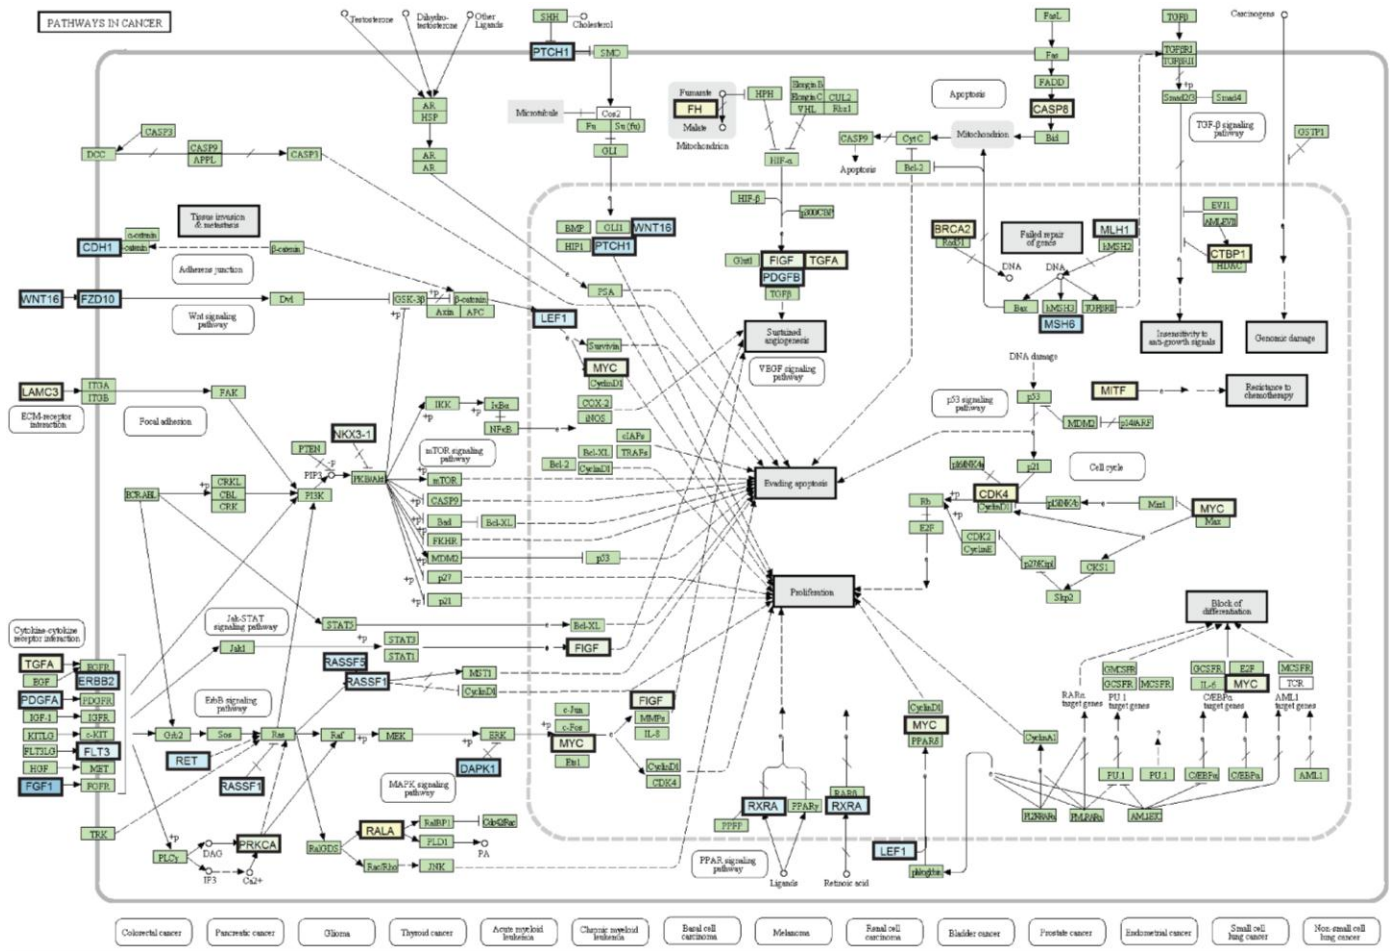 PATHWAYS IN CANCER
Testosterone
Dihydro-
testosterone
Other
Ligands
SHH
Cholesterol
PTCH1
SMO
FasL
Fas
FADD
CASP8
Bid
TGFβ
TGFβRI
TGFβRII
+p
Smad2/3
Smad4
Carcinogens
GSTP1
TGF-β signaling
pathway
Microtubule
Cos2
Fu
Su(fu)
GLI
Fumarate
FH
Malate
Mitochondrion
HPH
Elongin B
Elongin C
CUL2
VHL
Rbx1
HIF-α
Apoptosis
CASP9
CytC
Mitochondrion
Apoptosis
Bcl-2
AR
HSP
AR
AR
CASP3
DCC
CASP9
APPL
CASP3
Tissue invasion
& metastasis
CDH1
α-catenin
β-catenin
Adherens junction
WNT16
FZD10
Dvl
GSK-3β
+p
β-catenin
Axin
APC
+p
Wnt signaling
pathway
LEF1
BMP
GLI1
WNT16
HIP1
PTCH1
PSA
Survivin
MYC
CyclinD1
COX-2
iNOS
HIF-β
p300/CBP
Glut1
FIGF
TGFA
PDGFB
TGFβ
Sustained
angiogenesis
VEGF signaling
pathway
BRCA2
Rad51
Failed repair
of genes
MLH1
hMSH2
DNA
DNA
Bax
hMSH3
TGFβRII
MSH6
EVI1
AML-EVI1
CTBP1
HDAC
Insensitivity to
anti-growth signals
Genomic damage
DNA damage
p53
p53 signaling
pathway
MDM2
p14/ARF
p21
MITF
Resistance to
chemotherapy
LAMC3
ITGA
ITGB
FAK
ECM-receptor
interaction
Focal adhesion
IKK
+p
IκBα
NFκB
NKX3-1
PTEN
-p
PIP3
PKB/Akt
mTOR signaling
pathway
+p
mTOR
CASP9
Bad
Bcl-XL
FKHR
MDM2
p53
p27
p21
cIAPs
Bcl-XL
TRAFs
Bcl-2
CyclinD1
Evading apoptosis
Proliferation
BCRABL
CRKL
CBL
CRK
PI3K
Cell cycle
p16INK4a
CDK4
CyclinD1
p15INK4b
Miz1
MYC
Max
Rb
+p
E2F
CDK2
CyclinE
p27Kip1
CKS1
Skp2
Block of
differentiation
Jak-STAT
signaling pathway
STAT5
Bcl-XL
Jak1
+p
STAT3
STAT1
FIGF
Cytokine-cytokine
receptor interaction
TGFA
EGFR
EGF
ERBB2
PDGFA
PDGFR
IGF-1
IGFR
KITLG
c-KIT
FLT3LG
FLT3
HGF
MET
FGF1
FGFR
TRK
RASSF5
RASSF1
MST1
CyclinD1
ErbB signaling
pathway
Grb2
Sos
Ras
Raf
+p
MEK
+p
ERK
+p
RET
RASSF1
DAPK1
MAPK signaling
pathway
c-Jun
c-Fos
MYC
Ets1
FIGF
MMPs
IL-8
CyclinD1
CDK4
PLCγ
+p
DAG
IP3
Ca2+
PRKCA
RalGDS
RALA
RalBP1
Cdc42/Rac
PLD1
PA
Rac/Rho
JNK
RXRA
PPARγ
PPRF
RXRA
RARβ
PPAR signaling
pathway
Ligands
Retinoic acid
CyclinD1
MYC
PPARδ
LEF1
CyclinA1
GMCSFR
GCSFR
MCSFR
GCSFR
E2F
IL-6
MYC
MCSFR
TCR
RARα
target genes
PU.1
target genes
C/EBPα
target genes
AML1
target genes
?
PU.1
PU.1
C/EBPα
C/EBPα
AML1
PLZF-RARα
PML-RARα
Colorectal cancer
Pancreatic cancer
Glioma
Thyroid cancer
Acute myeloid
leukemia
Chronic myeloid
leukemia
Basal cell
carcinoma
Melanoma
Renal cell
carcinoma
Bladder cancer
Prostate cancer
Endometrial cancer
Small cell
lung cancer
Non-small cell
lung cancer